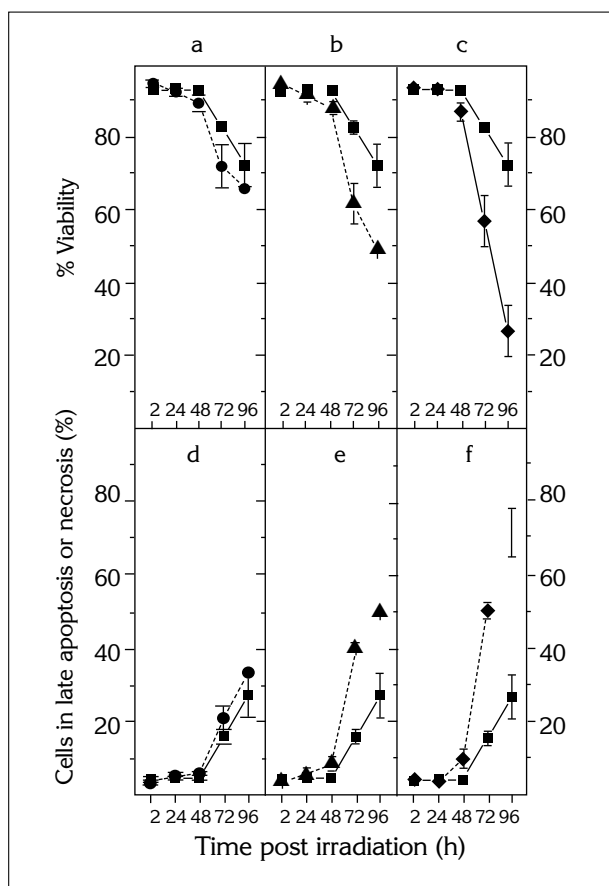 a b c
% Viability
80 80
60 60
40 40
20 20
2 24 48 72 96 2 24 48 72 96 2 24 48 72 96
d e f
Cells in late apoptosis or necrosis (%)
80 80
60 60
40 40
20 20
2 24 48 72 96 2 24 48 72 96 2 24 48 72 96
Time post irradiation (h)